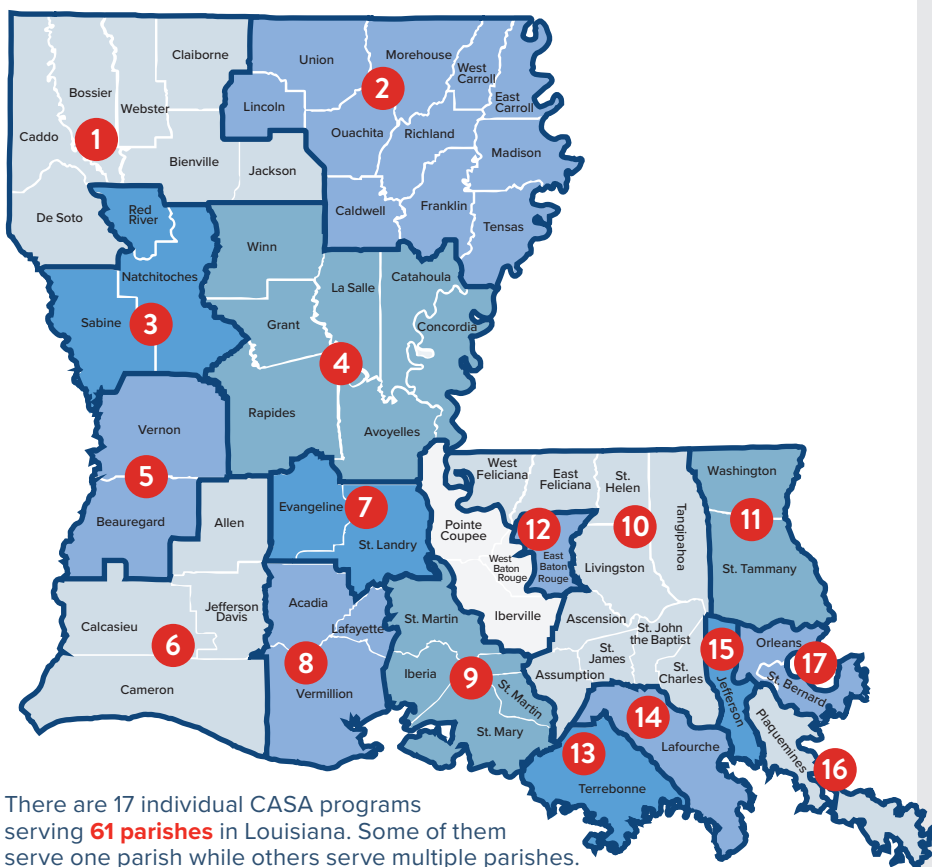 Claiborne
Union
Morehouse
West
Carroll
2
Bossier
Webster
Lincoln
East
Carroll
Caddo
1
Ouachita
Richland
Madison
Bienville
Jackson
De Soto
Red
River
Caldwell
Franklin
Tensas
Winn
Natchitoches
La Salle
Catahoula
Sabine
3
Grant
Concordia
4
Rapides
Avoyelles
Vernon
5
Beauregard
Allen
Evangeline
7
St. Landry
West
Feliciana
East
Feliciana
St.
Helen
Tangipahoa
Washington
11
St. Tammany
Pointe
Coupee
12
10
West
Baton
Rouge
East
Baton
Rouge
Livingston
Iberville
Calcasieu
Jefferson
Davis
6
Cameron
Acadia
Lafayette
8
Vermillion
St. Martin
Iberia
9
St. Martin
St. Mary
Ascension
St. John
the Baptist
St.
James
Assumption
St.
Charles
15
Jefferson
Orleans
17
St. Bernard
Plaquemines
16
14
Lafourche
13
Terrebonne
There are 17 individual CASA programs
serving 61 parishes in Louisiana. Some of them
serve one parish while others serve multiple parishes.